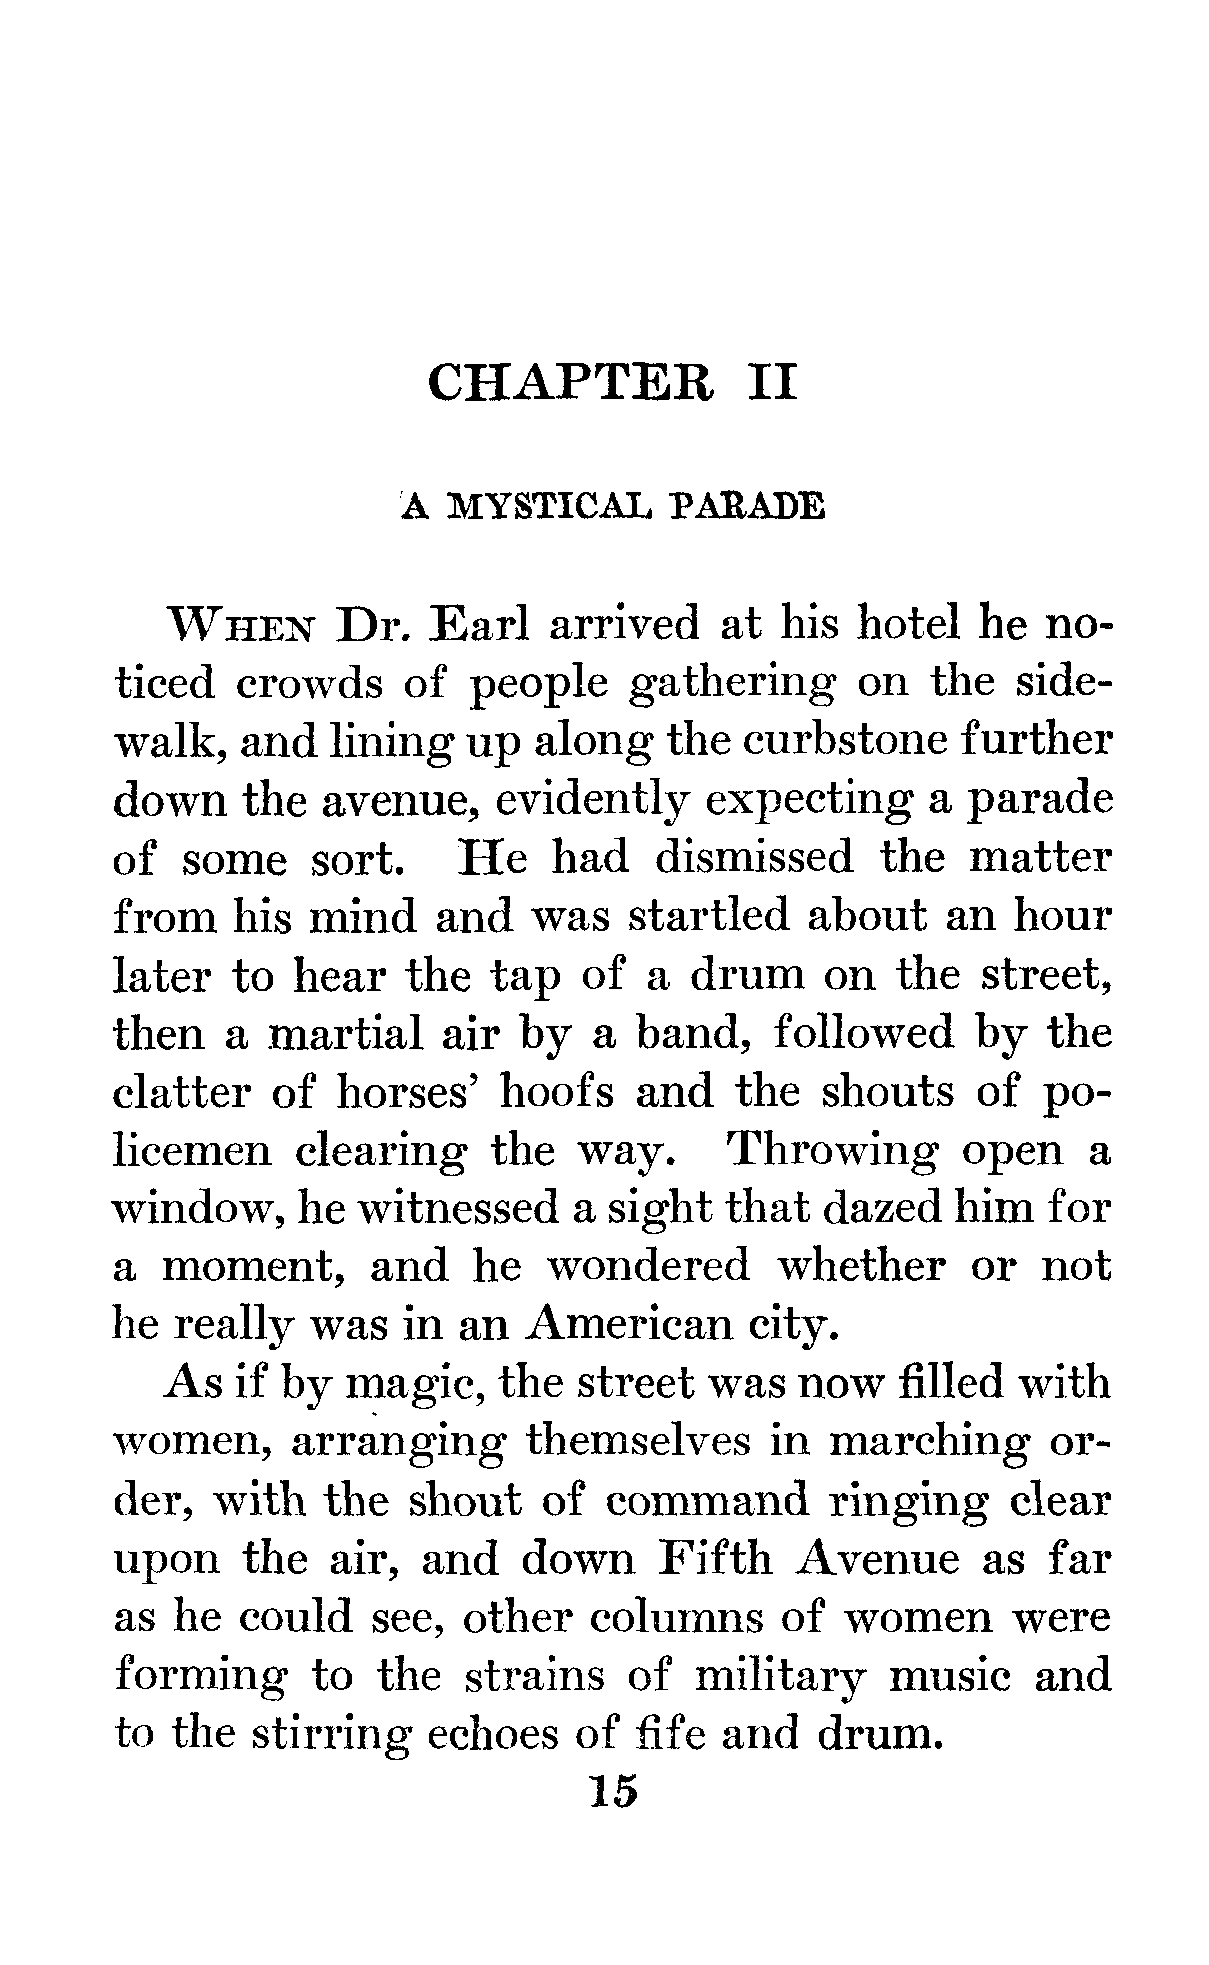 CHAPTER II
A MYSTICAL PARADE
WHEN Dr. Earl arrived at his hotel he no-
ticed crowds of people gathering on the side-
walk, and lining up along the curbstone further
down the avenue, evidently expecting a parade
of some sort. He had dismissed the matter
from his mind and was startled about an hour
later to hear the tap of a drum on the street,
then a martial air by a band, followed by the
clatter of horses' hoofs and the shouts of po-
licemen clearing the way. Throwing open a
window, he witnessed a sight that dazed him for
a moment, and he wondered whether or not
he really was in an American city.
As if by magic, the street was now filled with
women, arranging themselves in marching or-
der, with the shout of command ringing clear
upon the air, and down Fifth Avenue as far
as he could see, other columns of women were
forming to the strains of military music and
to the stirring echoes of fife and drum.
15